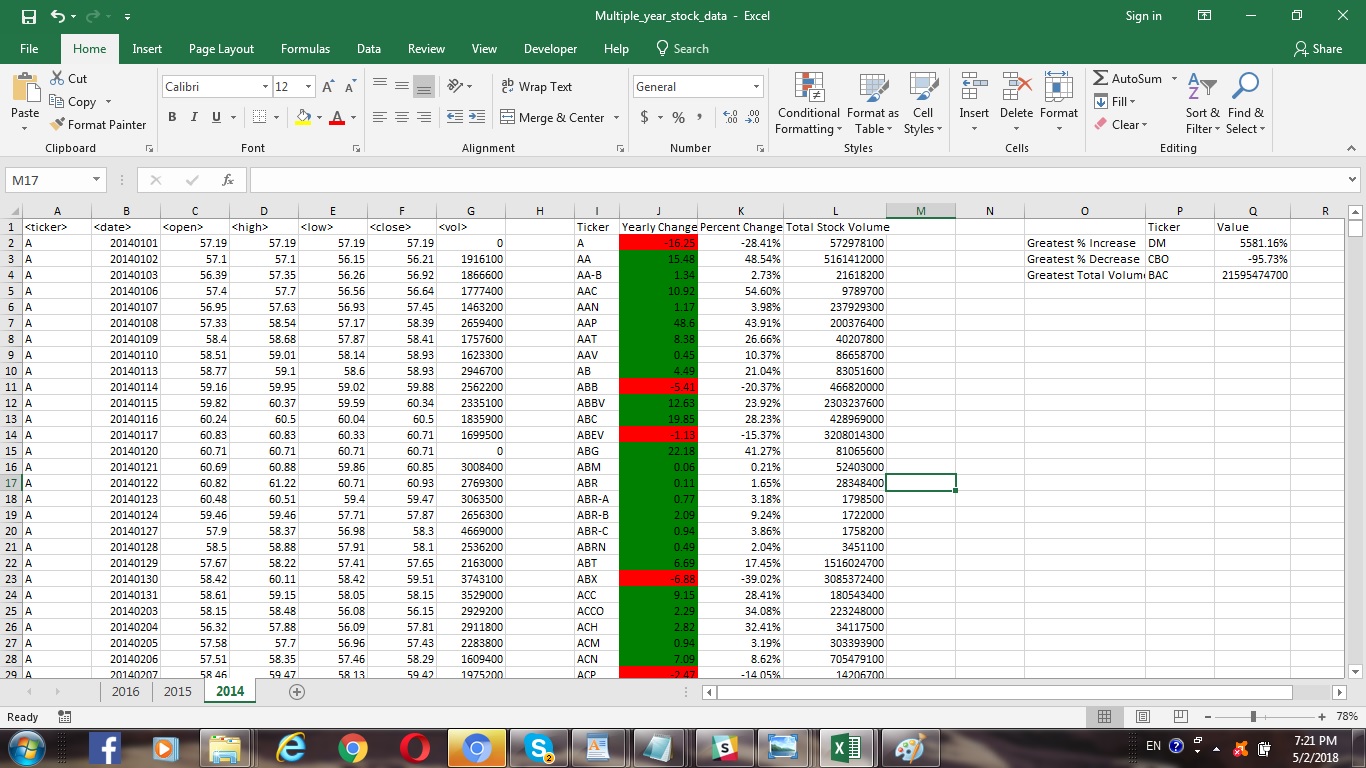 Multiple_year_stock_data - Excel
Sign in
File Home Insert Page Layout Formulas Data Review View Developer Help Search Share
Paste
Cut
Copy
Format Painter
Clipboard
Calibri 12
B I U
Font
Wrap Text
Merge & Center
Alignment
General
$ % ,
Number
Conditional Formatting
Format as Table
Cell Styles
Styles
Insert Delete Format
Cells
AutoSum
Fill
Clear
Sort & Filter
Find & Select
Editing
M17 fx
A B C D E F G H I J K L M N O P Q R
1 <ticker> <date> <open> <high> <low> <close> <vol> Ticker Yearly Change Percent Change Total Stock Volume Ticker Value
2 A 20140101 57.19 57.19 57.19 57.19 0 A -16.25 -28.41% 572978100 Greatest % Increase DM 5581.16%
3 A 20140102 57.1 57.1 56.15 56.21 1916100 AA 15.48 48.54% 5161412000 Greatest % Decrease CBO -95.73%
4 A 20140103 56.39 57.35 56.26 56.92 1866600 AA-B 1.34 2.73% 21618200 Greatest Total Volum BAC 21595474700
5 A 20140106 57.4 57.7 56.56 56.64 1777400 AAC 10.92 54.60% 9789700
6 A 20140107 56.95 57.63 56.93 57.45 1463200 AAN 1.17 3.98% 237929300
7 A 20140108 57.33 58.54 57.17 58.39 2659400 AAP 48.6 43.91% 200376400
8 A 20140109 58.4 58.68 57.87 58.41 1757600 AAT 8.38 26.66% 40207800
9 A 20140110 58.51 59.01 58.14 58.93 1623300 AAV 0.45 10.37% 86658700
10 A 20140113 58.77 59.1 58.6 58.93 2946700 AB 4.49 21.04% 83051600
11 A 20140114 59.16 59.95 59.02 59.88 2562200 ABB -5.41 -20.37% 466820000
12 A 20140115 59.82 60.37 59.59 60.34 2335100 ABBV 12.63 23.92% 2303237600
13 A 20140116 60.24 60.5 60.04 60.5 1835900 ABC 19.85 28.23% 428969000
14 A 20140117 60.83 60.83 60.33 60.71 1699500 ABEV -1.13 -15.37% 3208014300
15 A 20140120 60.71 60.71 60.71 60.71 0 ABG 22.18 41.27% 81065600
16 A 20140121 60.69 60.88 59.86 60.85 3008400 ABM 0.06 0.21% 52403000
17 A 20140122 60.82 61.22 60.71 60.93 2769300 ABR 0.11 1.65% 28348400
18 A 20140123 60.48 60.51 59.4 59.47 3063500 ABR-A 0.77 3.18% 1798500
19 A 20140124 59.46 59.46 57.71 57.87 2656300 ABR-B 2.09 9.24% 1722000
20 A 20140127 57.9 58.37 56.98 58.3 4669000 ABR-C 0.94 3.86% 1758200
21 A 20140128 58.5 58.88 57.91 58.1 2536200 ABRN 0.49 2.04% 3451100
22 A 20140129 57.67 58.22 57.41 57.65 2163000 ABT 6.69 17.45% 1516024700
23 A 20140130 58.42 60.11 58.42 59.51 3743100 ABX -6.88 -39.02% 3085372400
24 A 20140131 58.61 59.15 58.05 58.15 3529000 ACC 9.15 28.41% 180543400
25 A 20140203 58.15 58.48 56.08 56.15 2929200 ACCO 2.29 34.08% 223248000
26 A 20140204 56.32 57.88 56.09 57.81 2911800 ACH 2.82 32.41% 34117500
27 A 20140205 57.58 57.7 56.96 57.43 2283800 ACM 0.94 3.19% 303393900
28 A 20140206 57.51 58.35 57.46 58.29 1609400 ACN 7.09 8.62% 705479100
29 A 20140207 58.46 59.47 58.13 59.42 1975200 ACP -2.47 -14.05% 14206700
2016 2015 2014
Ready 78%
EN 7:21 PM
5/2/2018